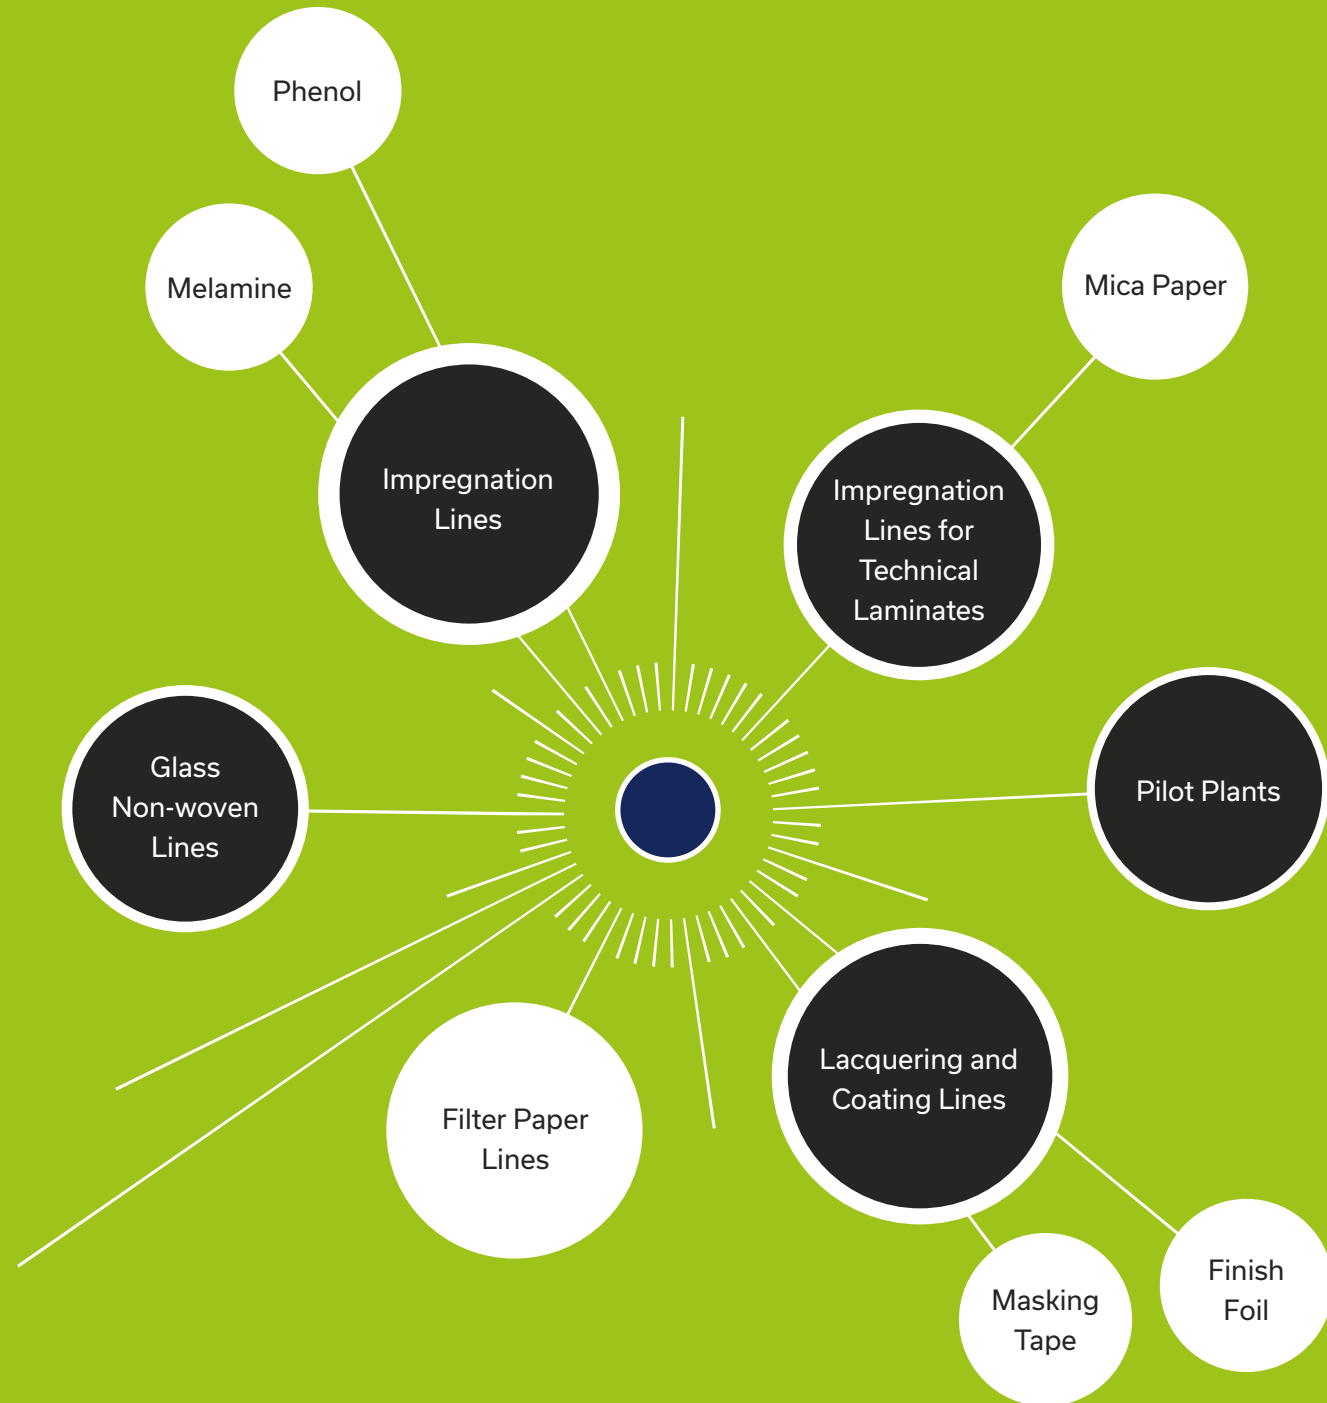 Phenol
Melamine
Mica Paper
Impregnation
Lines
Impregnation
Lines for
Technical
Laminates
Glass
Non-woven
Lines
Pilot Plants
Lacquering and
Coating Lines
Filter Paper
Lines
Masking
Tape
Finish
Foil